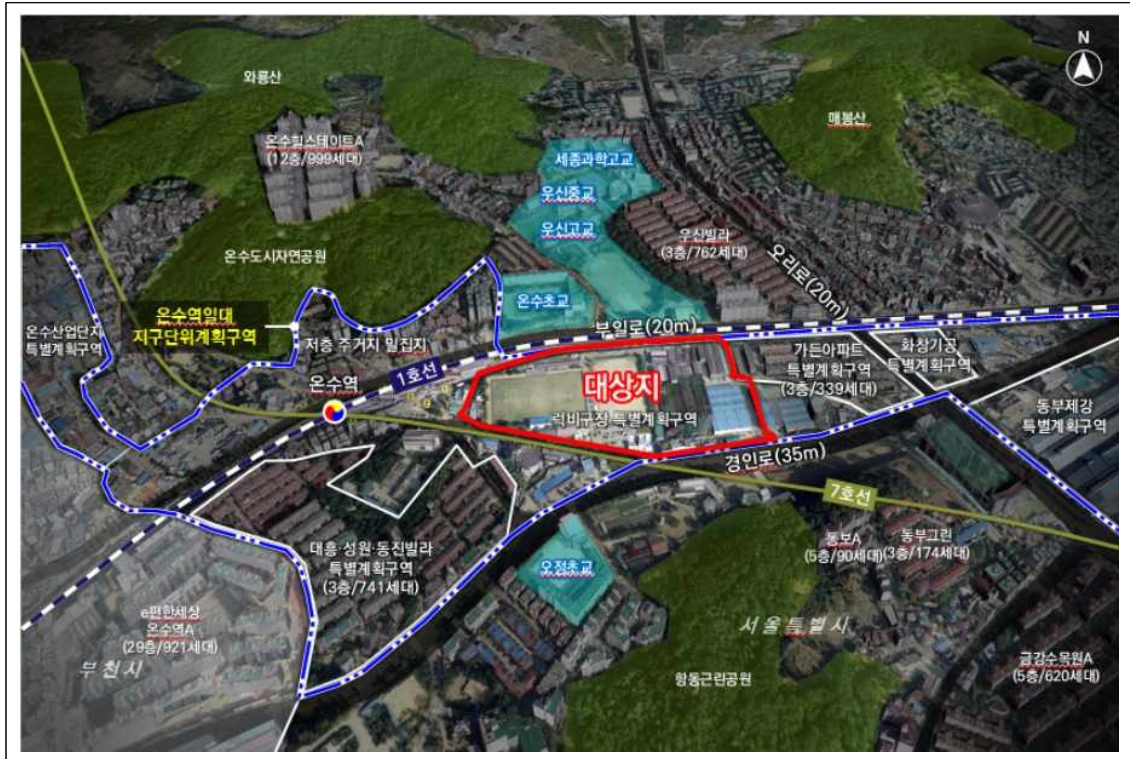 N
와룡산
매봉산
온수힐스테이트A
(12층/999세대)
세종과학고교
우신중교
우신고교
우신빌라
(3층/762세대)
오리로(20m)
온수도시자연공원
온수초교
온수역일대
지구단위계획구역
온수산업단지
특별계획구역
저층 주거지 밀집지
부일로(20m)
가든아파트
특별계획구역
(3층/339세대)
화창기공
특별계획구역
온수역
1호선
대상지
럭비구장 특별계획구역
동부제강
특별계획구역
경인로(35m)
7호선
대흥·성원·동진빌라
특별계획구역
(3층/741세대)
오정초교
동보A
(5층/90세대)
동부그린
(3층/174세대)
e편한세상
온수역A
(29층/921세대)
부천시
서울특별시
항동근린공원
금강수목원A
(5층/620세대)